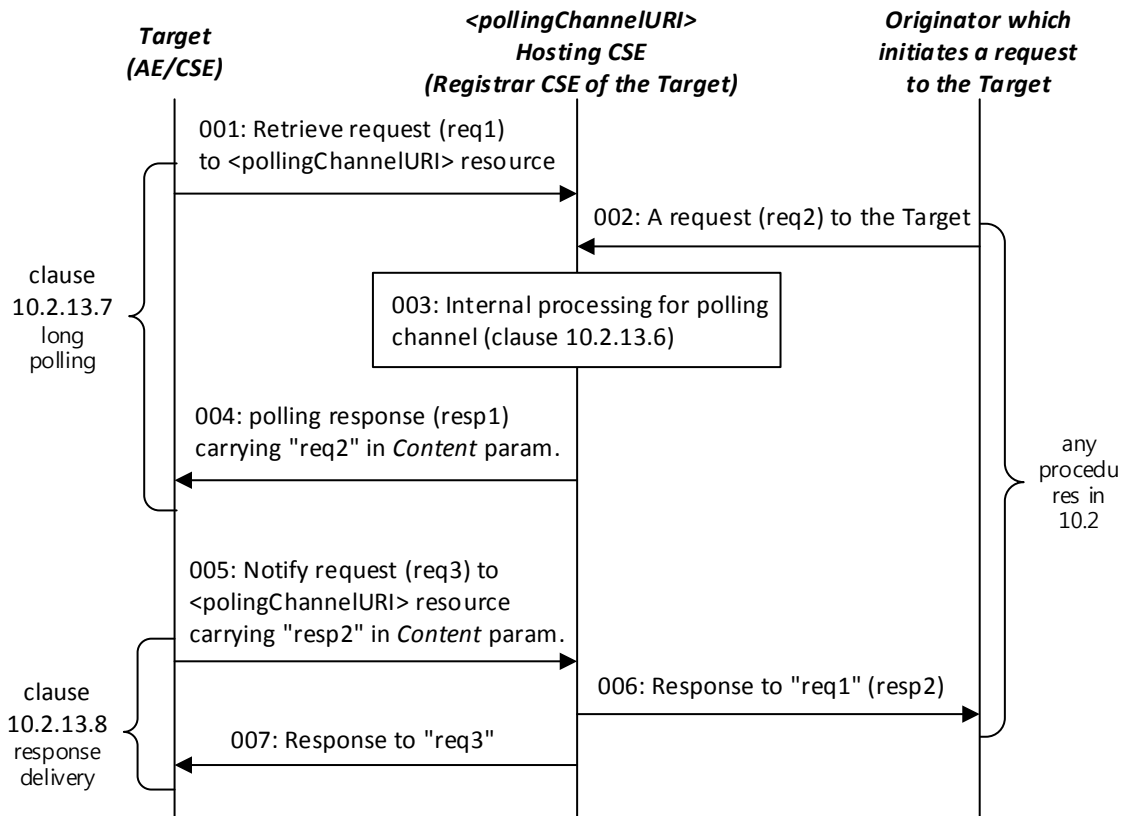 Target
(AE/CSE)
<pollingChannelURI>
Hosting CSE
(Registrar CSE of the Target)
Originator which
initiates a request
to the Target
001: Retrieve request (req1)
to <pollingChannelURI> resource
002: A request (req2) to the Target
clause
10.2.13.7
long
polling
003: Internal processing for polling
channel (clause 10.2.13.6)
004: polling response (resp1)
carrying "req2" in Content param.
any
procedu
res in
10.2
005: Notify request (req3) to
<polingChannelURI> resource
carrying "resp2" in Content param.
006: Response to "req1" (resp2)
clause
10.2.13.8
response
delivery
007: Response to "req3"